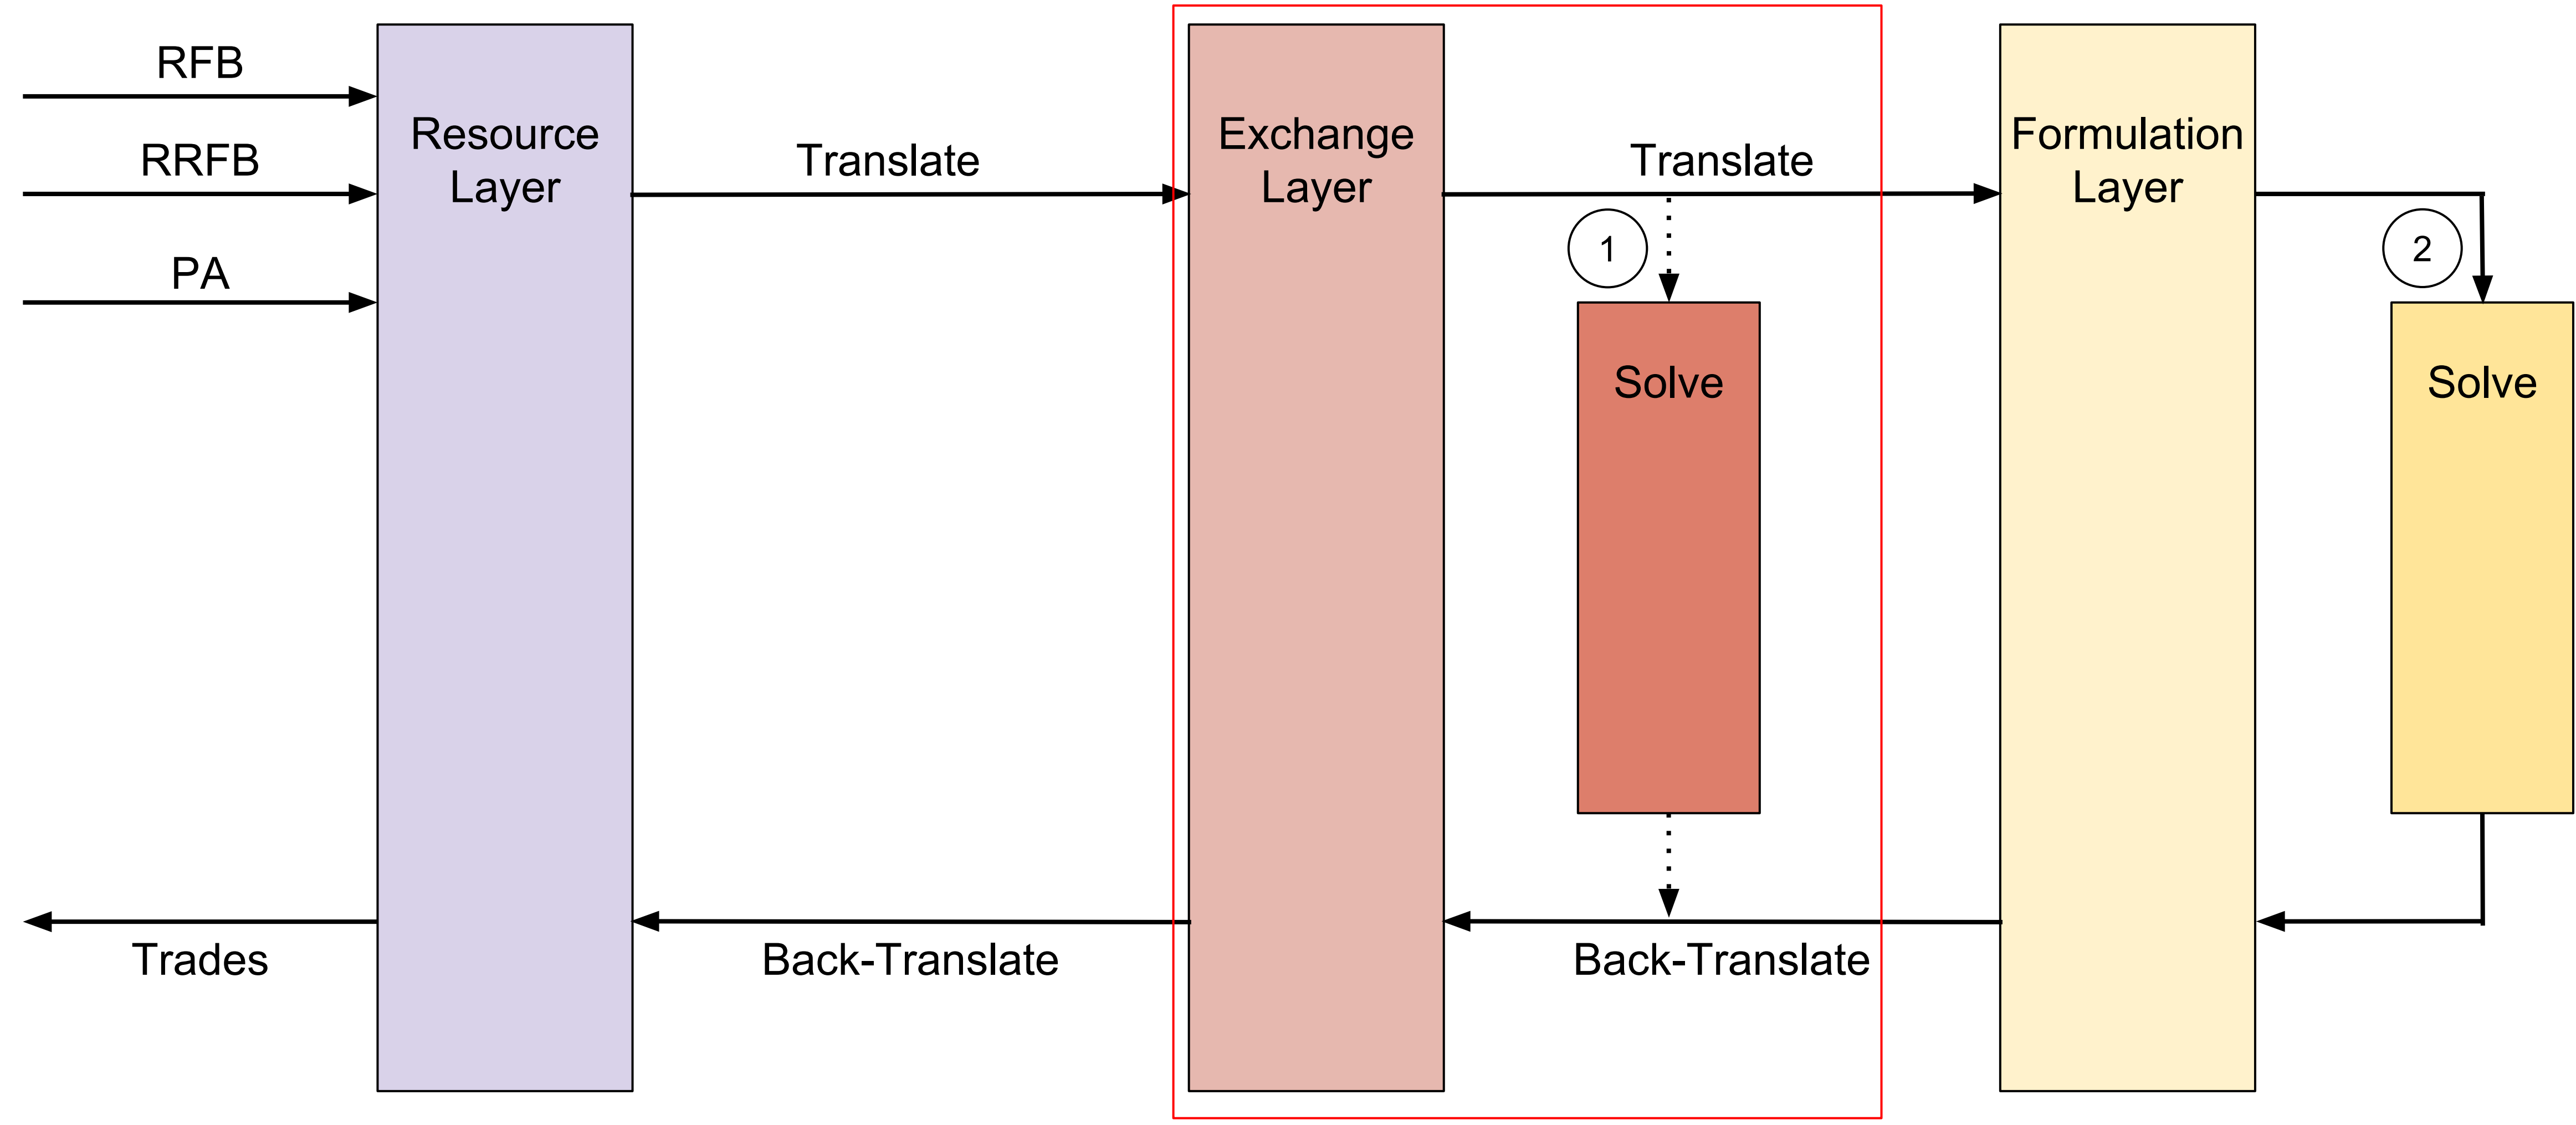 RFB
RRFB
PA
Resource
Layer
Translate
Exchange
Layer
Translate
1
Solve
Formulation
Layer
2
Solve
Trades
Back-Translate
Back-Translate